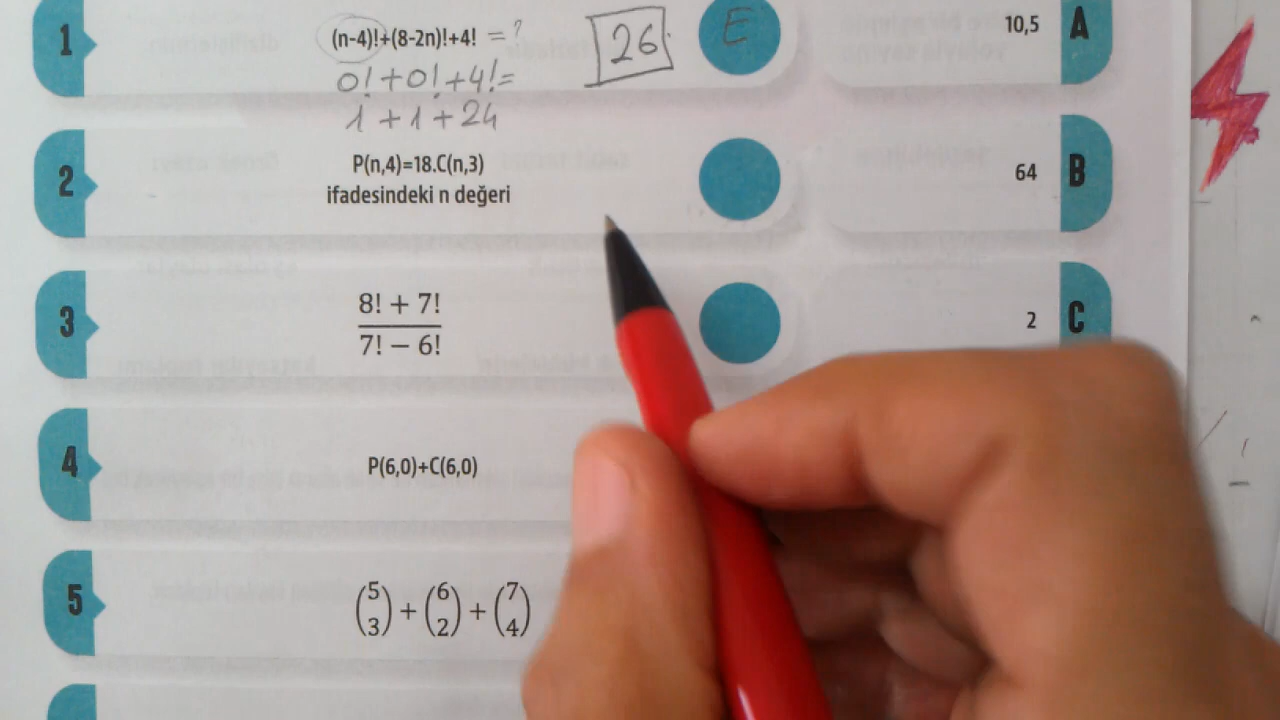 1
(n-4)!+(8-2n)!+4! = ?
0!+0!+4!=
1+1+24
26
E
10,5
A
2
P(n,4)=18.C(n,3)
ifadesindeki n değeri
64
B
3
8! + 7!
7! − 6!
2
C
4
P(6,0)+C(6,0)
5
(5 3) + (6 2) + (7 4)